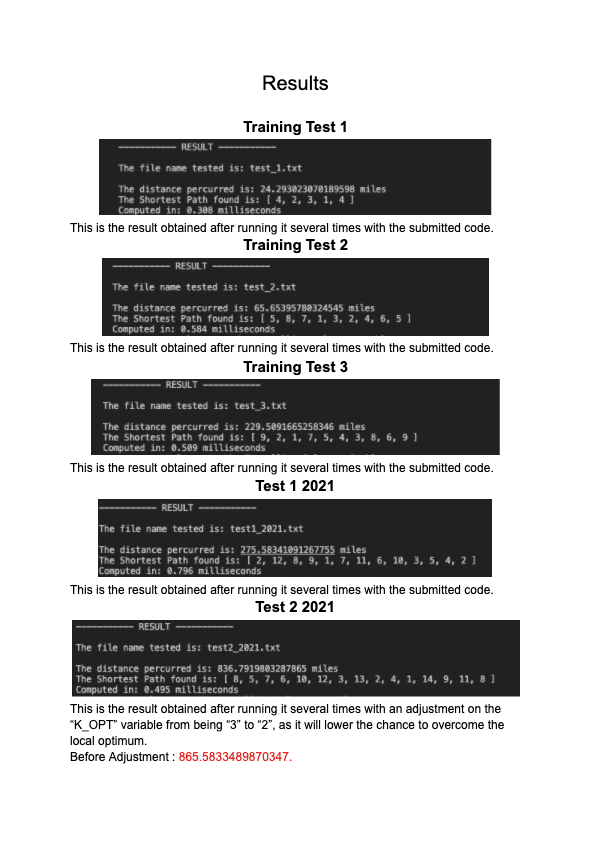 Results
Training Test 1
----------- RESULT -----------
The file name tested is: test_1.txt
The distance percurred is: 24.293023070189598 miles
The Shortest Path found is: [ 4, 2, 3, 1, 4 ]
Computed in: 0.308 milliseconds
This is the result obtained after running it several times with the submitted code.
Training Test 2
----------- RESULT -----------
The file name tested is: test_2.txt
The distance percurred is: 65.65395780324545 miles
The Shortest Path found is: [ 5, 8, 7, 1, 3, 2, 4, 6, 5 ]
Computed in: 0.584 milliseconds
This is the result obtained after running it several times with the submitted code.
Training Test 3
----------- RESULT -----------
The file name tested is: test_3.txt
The distance percurred is: 229.5091665258346 miles
The Shortest Path found is: [ 9, 2, 1, 7, 5, 4, 3, 8, 6, 9 ]
Computed in: 0.509 milliseconds
This is the result obtained after running it several times with the submitted code.
Test 1 2021
----------- RESULT -----------
The file name tested is: test1_2021.txt
The distance percurred is: 275.58341091267755 miles
The Shortest Path found is: [ 2, 12, 8, 9, 1, 7, 11, 6, 10, 3, 5, 4, 2 ]
Computed in: 0.796 milliseconds
This is the result obtained after running it several times with the submitted code.
Test 2 2021
----------- RESULT -----------
The file name tested is: test2_2021.txt
The distance percurred is: 836.7919803287865 miles
The Shortest Path found is: [ 8, 5, 7, 6, 10, 12, 3, 13, 2, 4, 1, 14, 9, 11, 8 ]
Computed in: 0.495 milliseconds
This is the result obtained after running it several times with an adjustment on the
“K_OPT” variable from being “3” to “2”, as it will lower the chance to overcome the
local optimum.
Before Adjustment : 865.5833489870347.